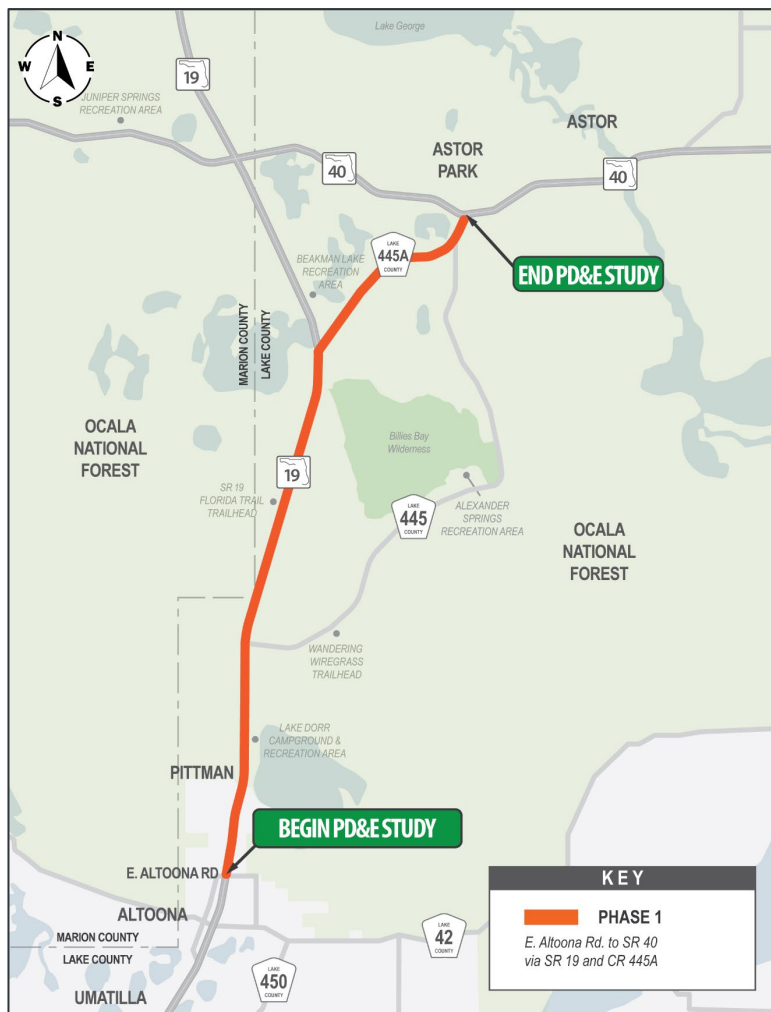 Lake George
N
W
E
S
19
JUNIPER SPRINGS
RECREATION AREA
ASTOR
ASTOR
PARK
40
40
LAKE
445A
COUNTY
END PD&E STUDY
BEAKMAN LAKE
RECREATION
AREA
MARION COUNTY
LAKE COUNTY
OCALA
NATIONAL
FOREST
Billies Bay
Wilderness
19
SR 19
FLORIDA TRAIL
TRAILHEAD
LAKE
445
COUNTY
ALEXANDER
SPRINGS
RECREATION AREA
OCALA
NATIONAL
FOREST
WANDERING
WIREGRASS
TRAILHEAD
LAKE DORR
CAMPGROUND &
RECREATION AREA
PITTMAN
BEGIN PD&E STUDY
E. ALTOONA RD
ALTOONA
MARION COUNTY
LAKE COUNTY
UMATILLA
LAKE
450
COUNTY
LAKE
42
COUNTY
KEY
PHASE 1
E. Altoona Rd. to SR 40
via SR 19 and CR 445A